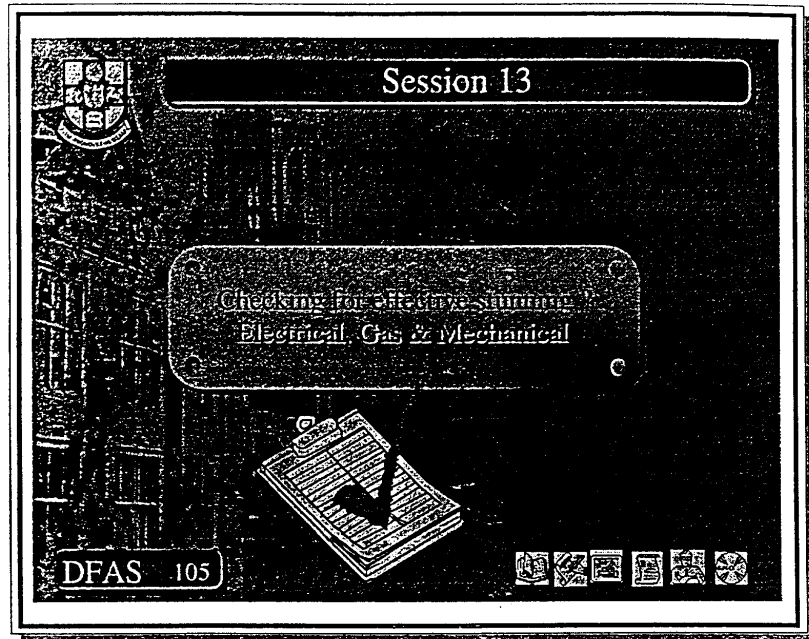 Session 13
Checking for effective stunning
Electrical, Gas & Mechanical
DFAS 105